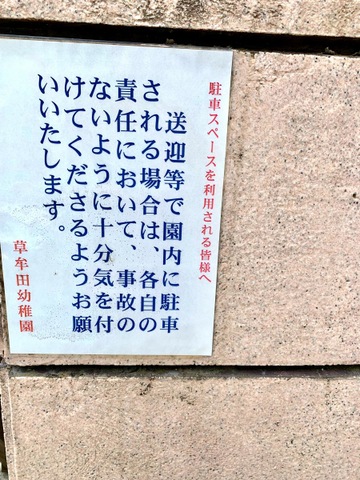 駐車スペースを利用される皆様へ
送迎等で園内に駐車
される場合は、各自の
責任において、事故の
ないように十分気を付
けてくださるようお願
いいたします。
草牟田幼稚園